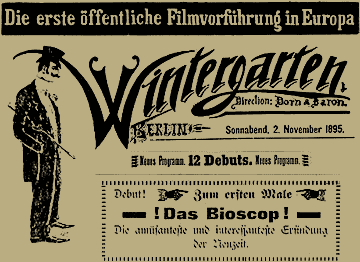 Die erste öffentliche Filmvorführung in Europa
Wintergarten
Direction: Dorn & Baron.
BERLIN
Sonnabend, 2. November 1895.
Neues Programm. 12 Debuts. Neues Programm.
Debut! Zum ersten Male
! Das Bioscop !
Die amüsanteste und interessanteste Erfindung
der Neuzeit.